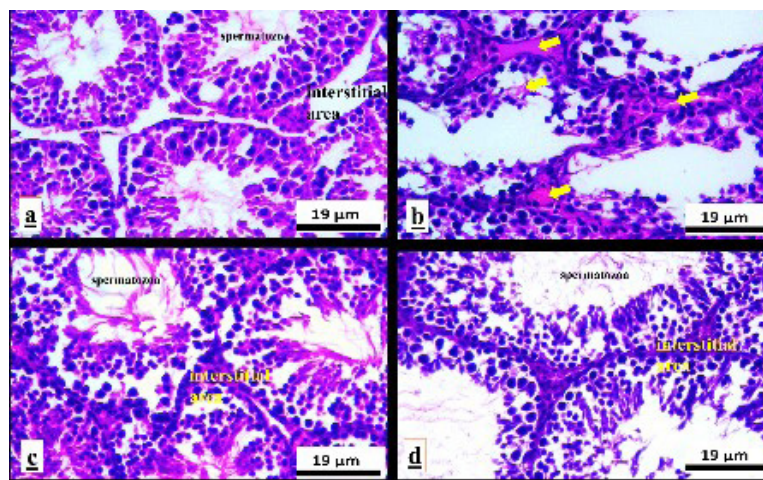 spermatozoa
interstitial
area
a
19 µm
b
19 µm
spermatozoa
interstitial
area
c
19 µm
spermatozoa
interstitial
area
d
19 µm